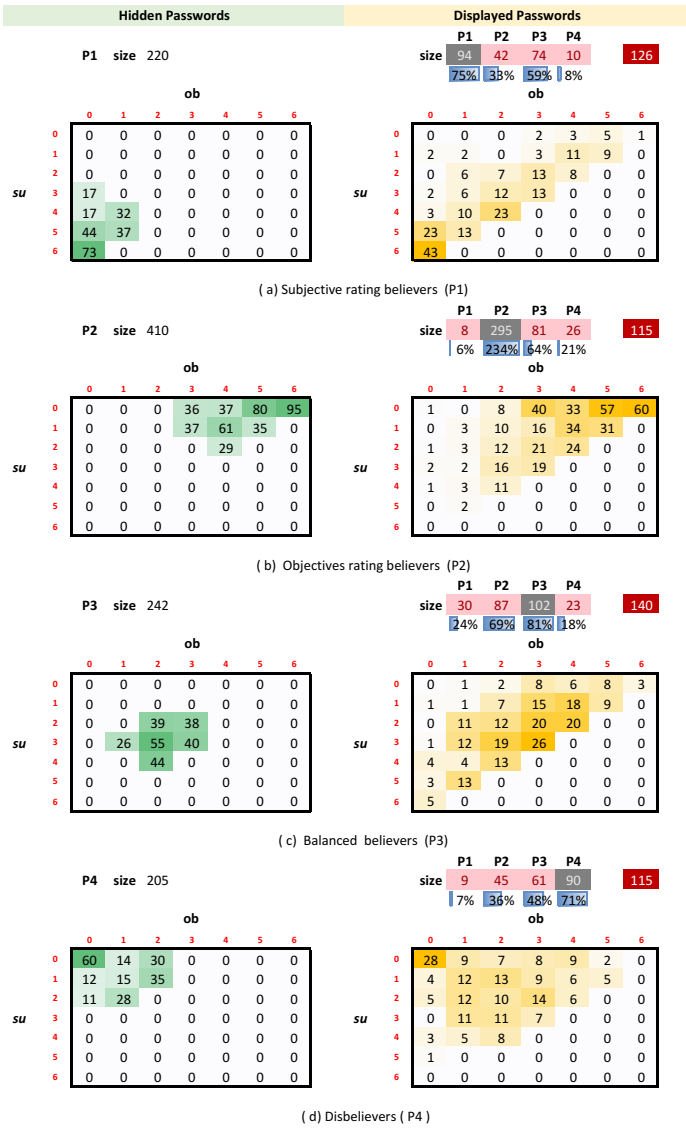 Hidden Passwords Displayed Passwords
P1 P2 P3 P4
P1 size 220 size 94 42 74 10 126
75% 33% 59% 8%
ob ob
0 1 2 3 4 5 6 0 1 2 3 4 5 6
0 0 0 0 0 0 0 0 0 0 0 0 2 3 5 1
1 0 0 0 0 0 0 0 1 2 2 0 3 11 9 0
2 0 0 0 0 0 0 0 2 0 6 7 13 8 0 0
su 3 17 0 0 0 0 0 0 su 3 2 6 12 13 0 0 0
4 17 32 0 0 0 0 0 4 3 10 23 0 0 0 0
5 44 37 0 0 0 0 0 5 23 13 0 0 0 0 0
6 73 0 0 0 0 0 0 6 43 0 0 0 0 0 0
( a) Subjective rating believers (P1)
P1 P2 P3 P4
P2 size 410 size 8 295 81 26 115
6% 234% 64% 21%
ob ob
0 1 2 3 4 5 6 0 1 2 3 4 5 6
0 0 0 0 36 37 80 95 0 1 0 8 40 33 57 60
1 0 0 0 37 61 35 0 1 0 3 10 16 34 31 0
2 0 0 0 0 29 0 0 2 1 3 12 21 24 0 0
su 3 0 0 0 0 0 0 0 su 3 2 2 16 19 0 0 0
4 0 0 0 0 0 0 0 4 1 3 11 0 0 0 0
5 0 0 0 0 0 0 0 5 0 2 0 0 0 0 0
6 0 0 0 0 0 0 0 6 0 0 0 0 0 0 0
( b) Objectives rating believers (P2)
P1 P2 P3 P4
P3 size 242 size 30 87 102 23 140
24% 69% 81% 18%
ob ob
0 1 2 3 4 5 6 0 1 2 3 4 5 6
0 0 0 0 0 0 0 0 0 0 1 2 8 6 8 3
1 0 0 0 0 0 0 0 1 1 1 7 15 18 9 0
2 0 0 39 38 0 0 0 2 0 11 12 20 20 0 0
su 3 0 26 55 40 0 0 0 su 3 1 12 19 26 0 0 0
4 0 0 44 0 0 0 0 4 4 4 13 0 0 0 0
5 0 0 0 0 0 0 0 5 3 13 0 0 0 0 0
6 0 0 0 0 0 0 0 6 5 0 0 0 0 0 0
( c) Balanced believers (P3)
P1 P2 P3 P4
P4 size 205 size 9 45 61 90 115
7% 36% 48% 71%
ob ob
0 1 2 3 4 5 6 0 1 2 3 4 5 6
0 60 14 30 0 0 0 0 0 28 9 7 8 9 2 0
1 12 15 35 0 0 0 0 1 4 12 13 9 6 5 0
2 11 28 0 0 0 0 0 2 5 12 10 14 6 0 0
su 3 0 0 0 0 0 0 0 su 3 0 11 11 7 0 0 0
4 0 0 0 0 0 0 0 4 3 5 8 0 0 0 0
5 0 0 0 0 0 0 0 5 1 0 0 0 0 0 0
6 0 0 0 0 0 0 0 6 0 0 0 0 0 0 0
( d) Disbelievers ( P4 )